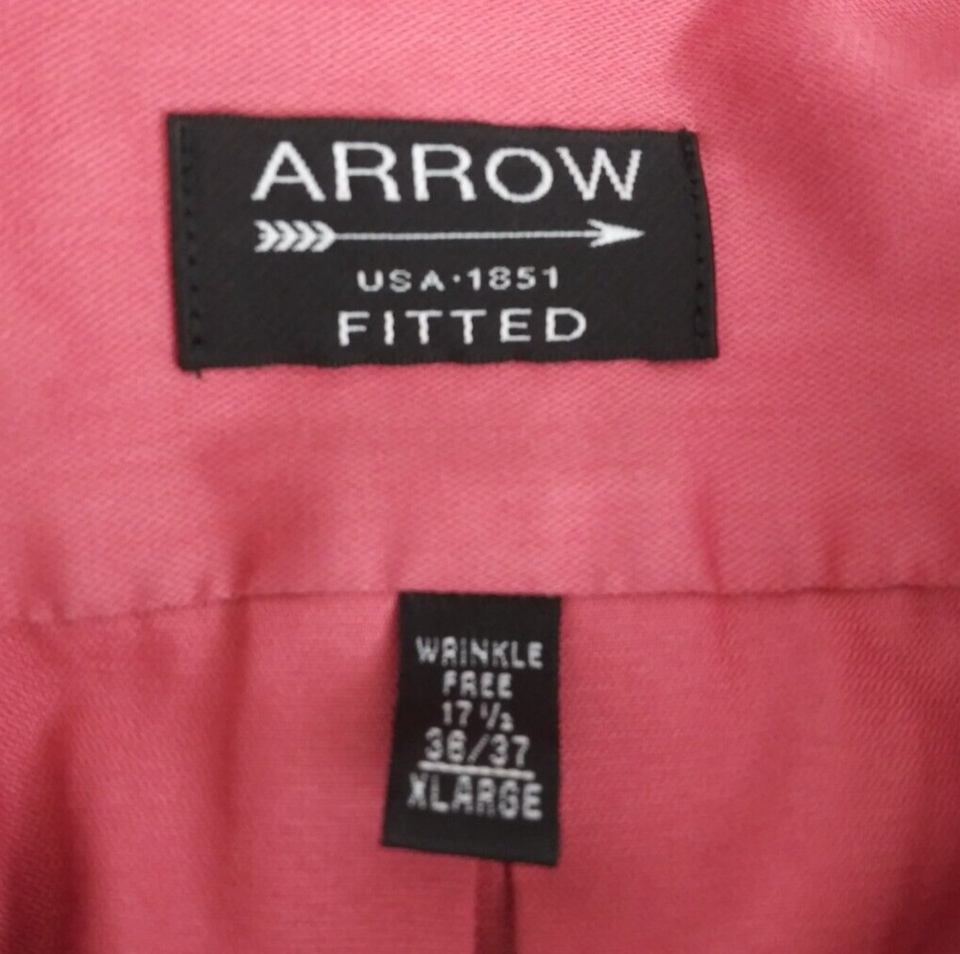 ARROW
USA·1851
FITTED
WRINKLE
FREE
17 1/2
36/37
XLARGE